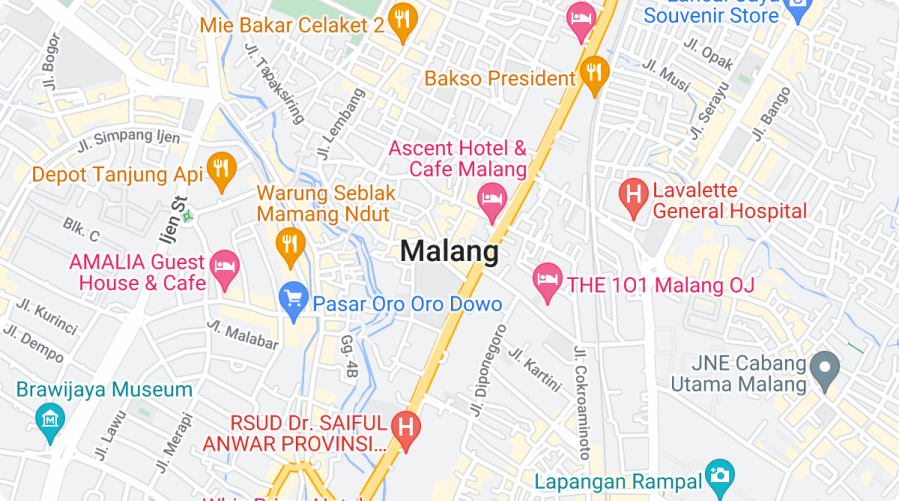 Lancar Jaya
Souvenir Store
Mie Bakar Celaket 2
Jl. Bogor
Jl. Tapaksiring
Jl. Opak
Jl. Musi
Bakso President
Jl. Serayu
Jl. Bango
Jl. Lembang
Jl. Simpang Ijen
Ascent Hotel &
Cafe Malang
Depot Tanjung Api
Warung Seblak
Mamang Ndut
Lavalette
General Hospital
Blk. C
Ijen St
Malang
AMALIA Guest
House & Cafe
THE 1O1 Malang OJ
Pasar Oro Oro Dowo
Jl. Kurinci
Jl. Dempo
Jl. Malabar
Gg. 4B
Jl. Diponegoro
Jl. Kartini
Jl. Cokroaminoto
JNE Cabang
Utama Malang
Brawijaya Museum
Jl. Lawu
Jl. Merapi
RSUD Dr. SAIFUL
ANWAR PROVINSI...
Lapangan Rampal
H
H